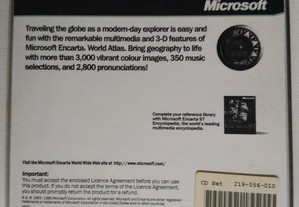 Microsoft
Traveling the globe as a modern-day explorer is easy and
fun with the remarkable multimedia and 3-D features of
Microsoft Encarta. World Atlas. Bring geography to life
with more than 3,000 vibrant colour images, 350 music
selections, and 2,800 pronunciations!
Complete your reference library
with Microsoft Encarta 97
Encyclopedia, the world's leading
multimedia encyclopedia.
Visit the Microsoft Encarta World Wide Web site at http://www.microsoft.com/
Important:
You must accept the enclosed Licence Agreement before you can use
this product. If you do not accept the terms of the Licence Agreement,
you should promptly return the product for a refund.
CD Set 219-056-010